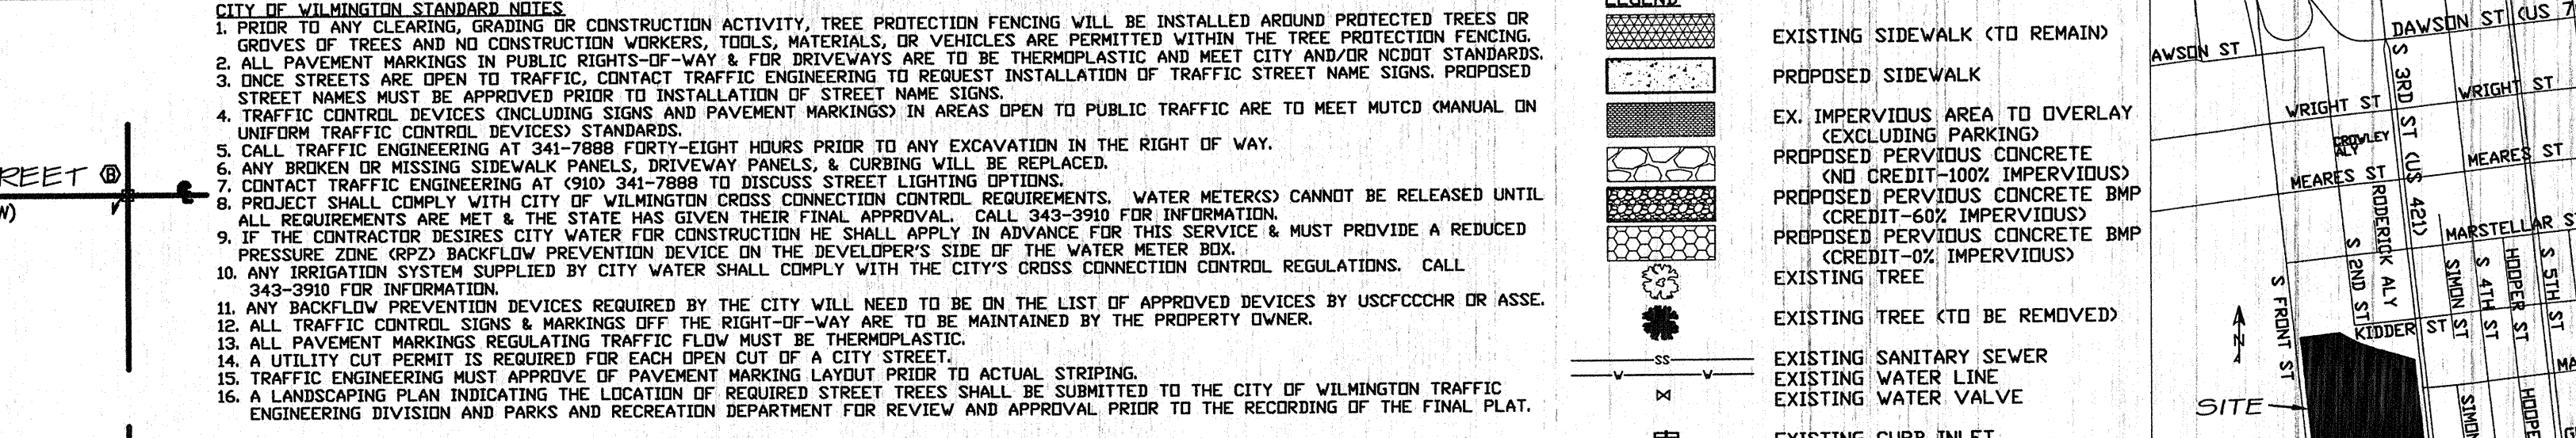 REET B
W)
CITY OF WILMINGTON STANDARD NOTES
1. PRIOR TO ANY CLEARING, GRADING OR CONSTRUCTION ACTIVITY, TREE PROTECTION FENCING WILL BE INSTALLED AROUND PROTECTED TREES OR
GROVES OF TREES AND NO CONSTRUCTION WORKERS, TOOLS, MATERIALS, OR VEHICLES ARE PERMITTED WITHIN THE TREE PROTECTION FENCING.
2. ALL PAVEMENT MARKINGS IN PUBLIC RIGHTS-OF-WAY & FOR DRIVEWAYS ARE TO BE THERMOPLASTIC AND MEET CITY AND/OR NCDOT STANDARDS.
3. ONCE STREETS ARE OPEN TO TRAFFIC, CONTACT TRAFFIC ENGINEERING TO REQUEST INSTALLATION OF TRAFFIC STREET NAME SIGNS. PROPOSED
STREET NAMES MUST BE APPROVED PRIOR TO INSTALLATION OF STREET NAME SIGNS.
4. TRAFFIC CONTROL DEVICES (INCLUDING SIGNS AND PAVEMENT MARKINGS) IN AREAS OPEN TO PUBLIC TRAFFIC ARE TO MEET MUTCD (MANUAL ON
UNIFORM TRAFFIC CONTROL DEVICES) STANDARDS.
5. CALL TRAFFIC ENGINEERING AT 341-7888 FORTY-EIGHT HOURS PRIOR TO ANY EXCAVATION IN THE RIGHT OF WAY.
6. ANY BROKEN OR MISSING SIDEWALK PANELS, DRIVEWAY PANELS, & CURBING WILL BE REPLACED.
7. CONTACT TRAFFIC ENGINEERING AT (910) 341-7888 TO DISCUSS STREET LIGHTING OPTIONS.
8. PROJECT SHALL COMPLY WITH CITY OF WILMINGTON CROSS CONNECTION CONTROL REQUIREMENTS. WATER METER(S) CANNOT BE RELEASED UNTIL
ALL REQUIREMENTS ARE MET & THE STATE HAS GIVEN THEIR FINAL APPROVAL. CALL 343-3910 FOR INFORMATION.
9. IF THE CONTRACTOR DESIRES CITY WATER FOR CONSTRUCTION HE SHALL APPLY IN ADVANCE FOR THIS SERVICE & MUST PROVIDE A REDUCED
PRESSURE ZONE (RPZ) BACKFLOW PREVENTION DEVICE ON THE DEVELOPER'S SIDE OF THE WATER METER BOX.
10. ANY IRRIGATION SYSTEM SUPPLIED BY CITY WATER SHALL COMPLY WITH THE CITY'S CROSS CONNECTION CONTROL REGULATIONS. CALL
343-3910 FOR INFORMATION.
11. ANY BACKFLOW PREVENTION DEVICES REQUIRED BY THE CITY WILL NEED TO BE ON THE LIST OF APPROVED DEVICES BY USCFCCCHR OR ASSE.
12. ALL TRAFFIC CONTROL SIGNS & MARKINGS OFF THE RIGHT-OF-WAY ARE TO BE MAINTAINED BY THE PROPERTY OWNER.
13. ALL PAVEMENT MARKINGS REGULATING TRAFFIC FLOW MUST BE THERMOPLASTIC.
14. A UTILITY CUT PERMIT IS REQUIRED FOR EACH OPEN CUT OF A CITY STREET.
15. TRAFFIC ENGINEERING MUST APPROVE OF PAVEMENT MARKING LAYOUT PRIOR TO ACTUAL STRIPING.
16. A LANDSCAPING PLAN INDICATING THE LOCATION OF REQUIRED STREET TREES SHALL BE SUBMITTED TO THE CITY OF WILMINGTON TRAFFIC
ENGINEERING DIVISION AND PARKS AND RECREATION DEPARTMENT FOR REVIEW AND APPROVAL PRIOR TO THE RECORDING OF THE FINAL PLAT.
LEGEND
EXISTING SIDEWALK (TO REMAIN)
PROPOSED SIDEWALK
EX. IMPERVIOUS AREA TO OVERLAY
(EXCLUDING PARKING)
PROPOSED PERVIOUS CONCRETE
(NO CREDIT-100% IMPERVIOUS)
PROPOSED PERVIOUS CONCRETE BMP
(CREDIT-60% IMPERVIOUS)
PROPOSED PERVIOUS CONCRETE BMP
(CREDIT-0% IMPERVIOUS)
EXISTING TREE
EXISTING TREE (TO BE REMOVED)
SS EXISTING SANITARY SEWER
W W EXISTING WATER LINE
EXISTING WATER VALVE
EXISTING CURB INLET
DAWSON ST (US 7
AWSON ST
S 3RD ST (US 421)
WRIGHT ST
WRIGHT ST
CROWLEY
ALY
MEARES ST
MEARES ST
RODERICK ALY
MARSTELLAR S
S 2ND ST
SIMON ST
S 4TH ST
HOOPER ST
S 5TH ST
S FRONT ST
KIDDER ST
N
MA
SITE
SIMON
HOOPE